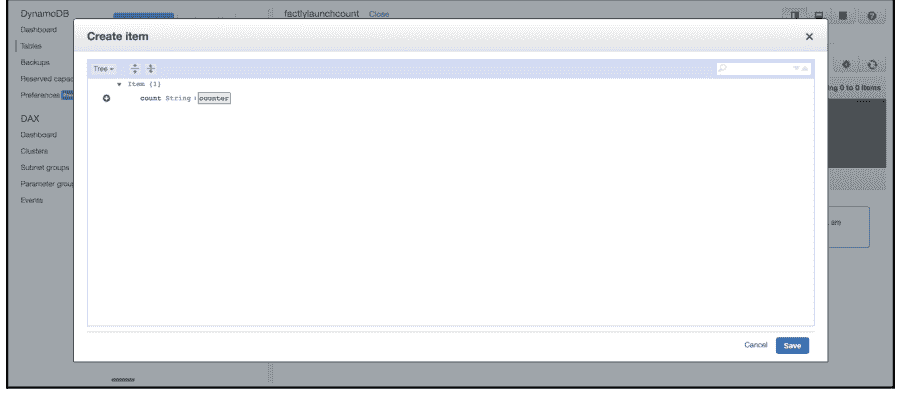 DynamoDB
Dashboard
Tables
Backups
Reserved capac
Preferences
DAX
Dashboard
Clusters
Subnet groups
Parameter group
Events
factlylaunchcount Close
Create item
×
Tree
Item {1}
count String : counter
ing 0 to 0 items
am
Cancel Save